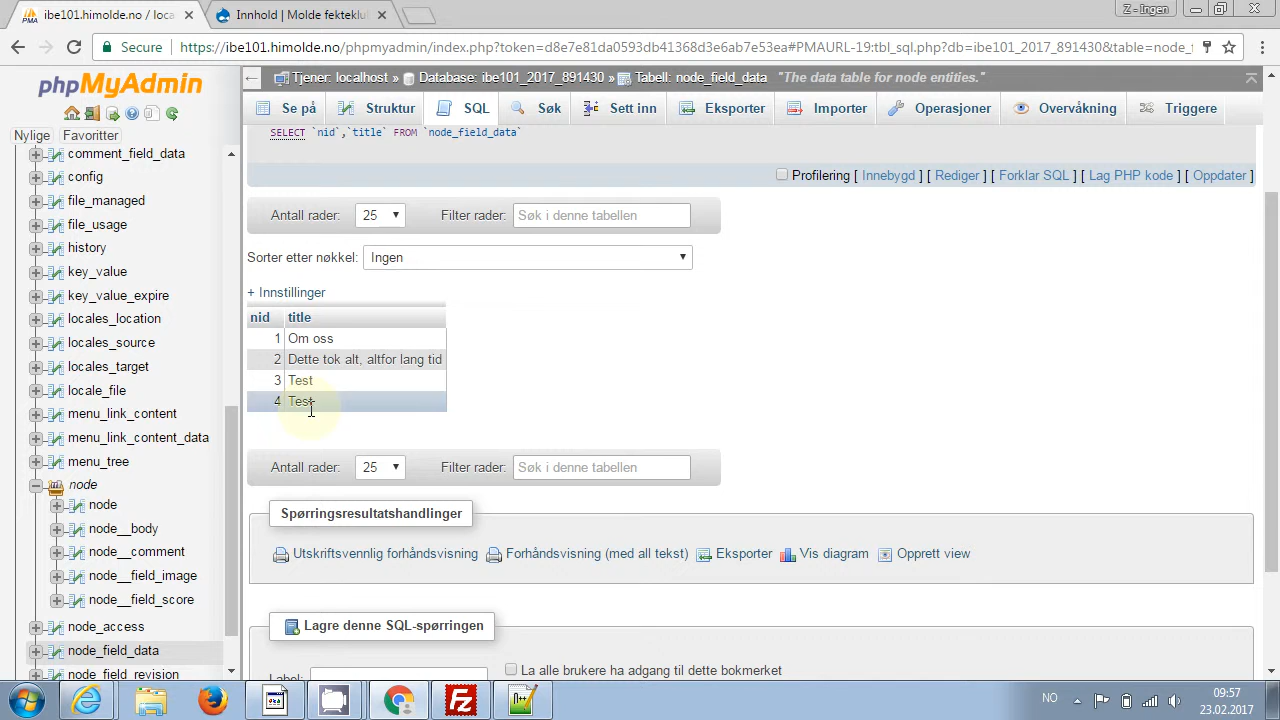 ibe101.himolde.no / loca
Innhold | Molde fekteklu
Z - Ingen
Secure
https://ibe101.himolde.no/phpmyadmin/index.php?token=d8e7e81da0593db41368d3e6ab7e53ca#PMAURL-19:tbl_sql.php?db=ibe101_2017_891430&table=node_f
phpMyAdmin
Nylige
Favoritter
comment_field_data
config
file_managed
file_usage
history
key_value
key_value_expire
locales_location
locales_source
locales_target
locale_file
menu_link_content
menu_link_content_data
menu_tree
node
node
node__body
node__comment
node__field_image
node__field_score
node_access
node_field_data
node_field_revision
Tjener: localhost » Database: ibe101_2017_891430 » Tabell: node_field_data "The data table for node entities."
Se på
Struktur
SQL
Søk
Sett inn
Eksporter
Importer
Operasjoner
Overvåkning
Triggere
SELECT `nid`,`title` FROM `node_field_data`
Profilering [ Innebygd ] [ Rediger ] [ Forklar SQL ] [ Lag PHP kode ] [ Oppdater ]
Antall rader: 25 Filter rader: Søk i denne tabellen
Sorter etter nøkkel: Ingen
+ Innstillinger
nid title
1 Om oss
2 Dette tok alt, altfor lang tid
3 Test
4 Test
Antall rader: 25 Filter rader: Søk i denne tabellen
Spørringsresultatshandlinger
Utskriftsvennlig forhåndsvisning
Forhåndsvisning (med all tekst)
Eksporter
Vis diagram
Opprett view
Lagre denne SQL-spørringen
Label:
La alle brukere ha adgang til dette bokmerket
NO
09:57
23.02.2017